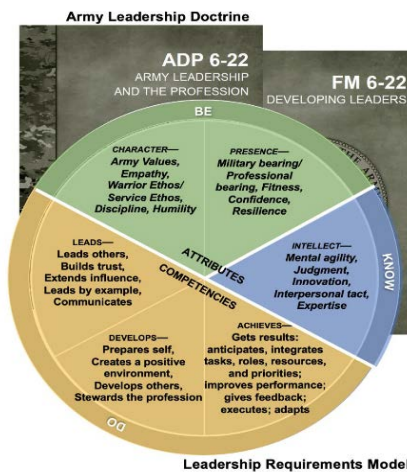 Army Leadership Doctrine
ADP 6-22
ARMY LEADERSHIP
AND THE PROFESSION
FM 6-22
DEVELOPING LEADERS
BE
CHARACTER—
Army Values,
Empathy,
Warrior Ethos/
Service Ethos,
Discipline, Humility
PRESENCE—
Military bearing/
Professional
bearing, Fitness,
Confidence,
Resilience
INTELLECT—
Mental agility,
Judgment,
Innovation,
Interpersonal tact,
Expertise
KNOW
ATTRIBUTES
COMPETENCIES
LEADS—
Leads others,
Builds trust,
Extends influence,
Leads by example,
Communicates
DEVELOPS—
Prepares self,
Creates a positive
environment,
Develops others,
Stewards the profession
ACHIEVES—
Gets results:
anticipates, integrates
tasks, roles, resources,
and priorities;
improves performance;
gives feedback;
executes; adapts
DO
Leadership Requirements Model